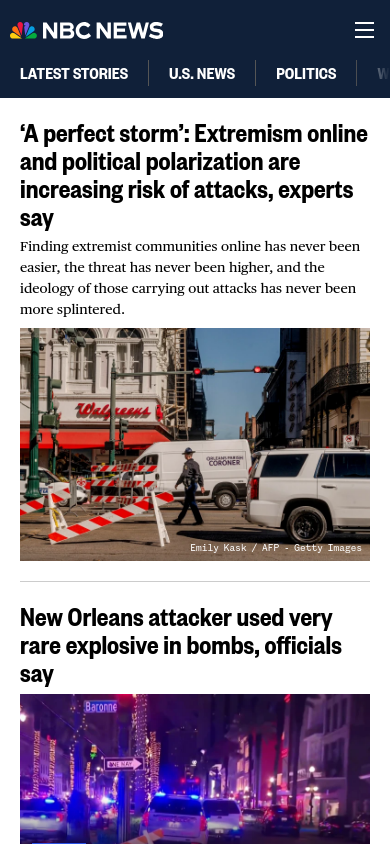 NBC NEWS
LATEST STORIES
U.S. NEWS
POLITICS
W
‘A perfect storm’: Extremism online
and political polarization are
increasing risk of attacks, experts
say
Finding extremist communities online has never been
easier, the threat has never been higher, and the
ideology of those carrying out attacks has never been
more splintered.
Walgreens
ORLEANS PARISH
CORONER
Emily Kask / AFP - Getty Images
New Orleans attacker used very
rare explosive in bombs, officials
say
Baronne
ONE WAY